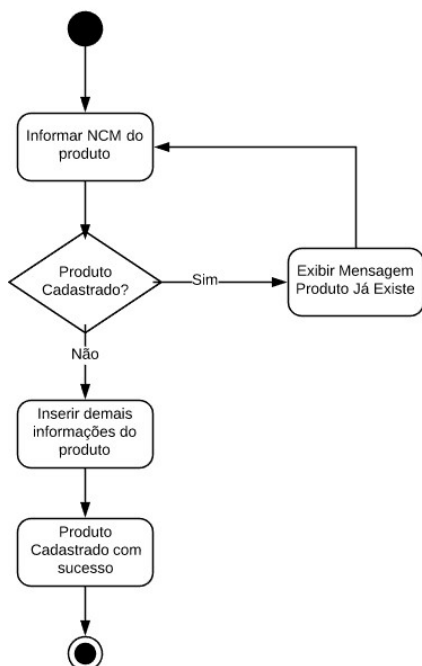 Informar NCM do
produto
Produto
Cadastrado?
Sim
Exibir Mensagem
Produto Já Existe
Não
Inserir demais
informações do
produto
Produto
Cadastrado com
sucesso